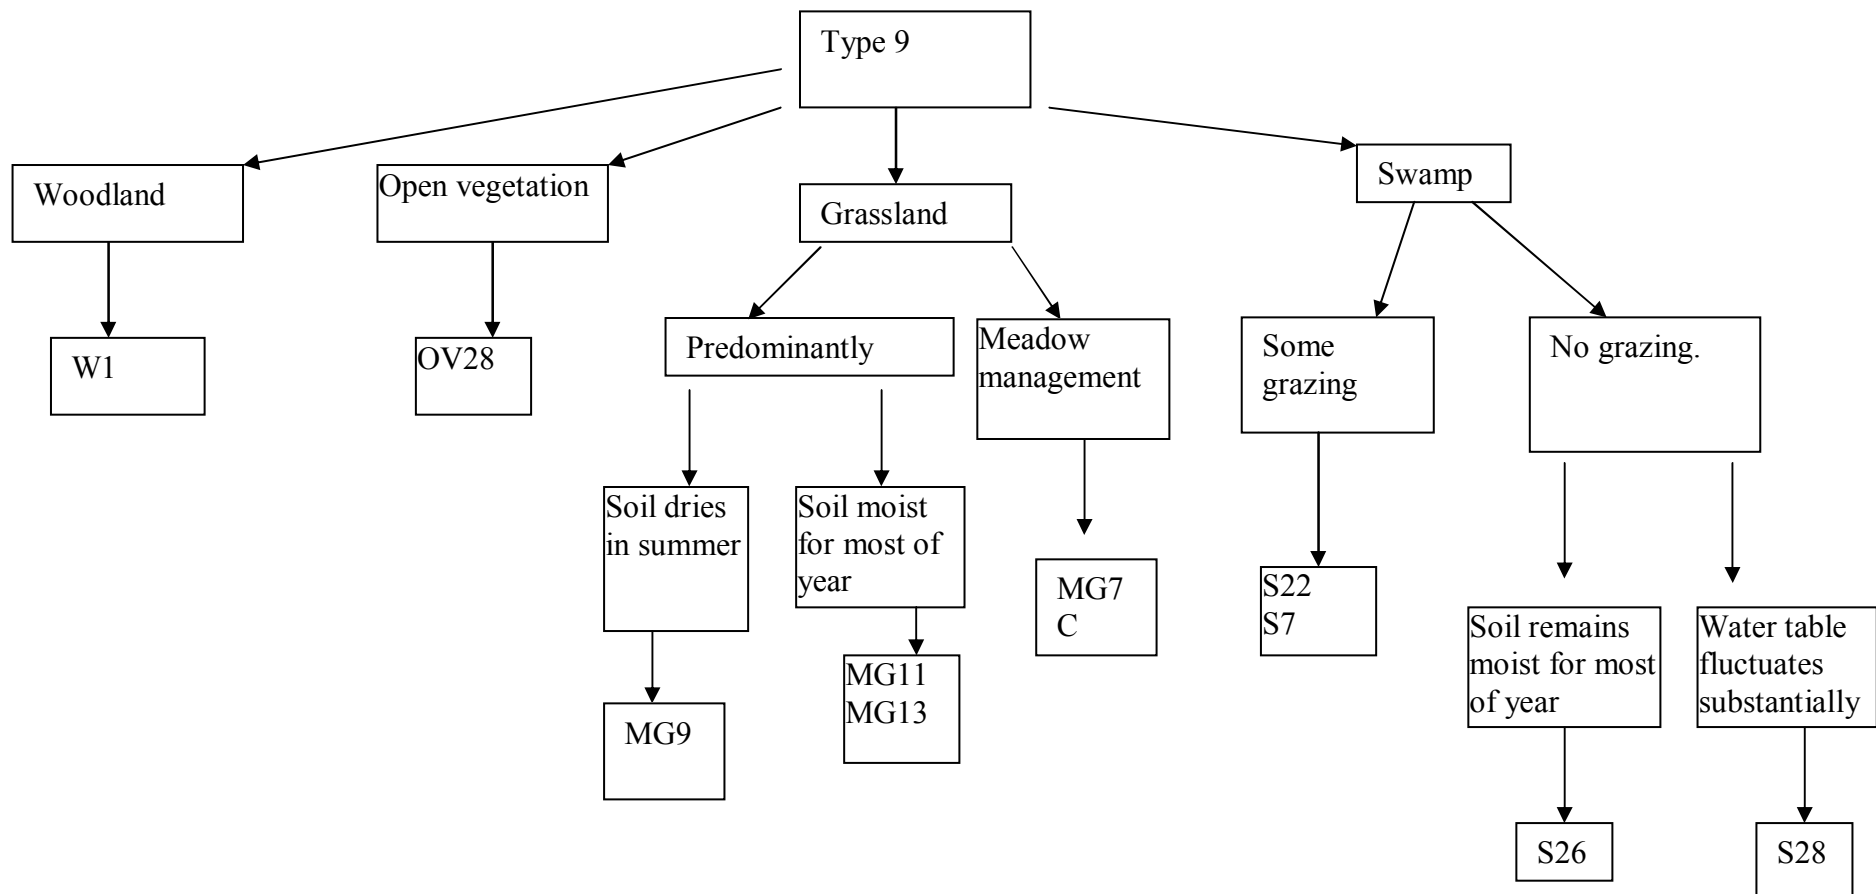 Type 9
Woodland
Open vegetation
Grassland
Swamp
W1
OV28
Predominantly
Meadow
management
Some
grazing
No grazing.
Soil dries
in summer
Soil moist
for most of
year
MG7
C
S22
S7
Soil remains
moist for most
of year
Water table
fluctuates
substantially
MG9
MG11
MG13
S26
S28